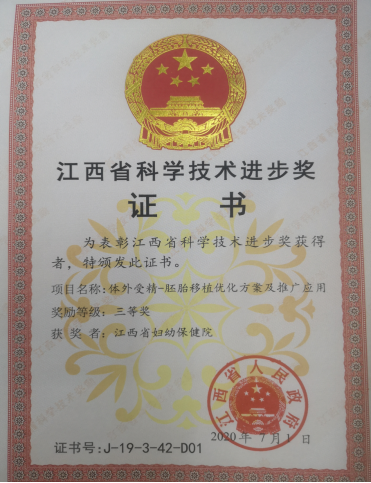 江西省科学技术进步奖
证 书
为表彰江西省科学技术进步奖获得
者，特颁发此证书。
项目名称：体外受精-胚胎移植优化方案及推广应用
奖励等级：三等奖
获 奖 者：江西省妇幼保健院
江西省人民政府
2020年 7月1日
证书号：J-19-3-42-D01